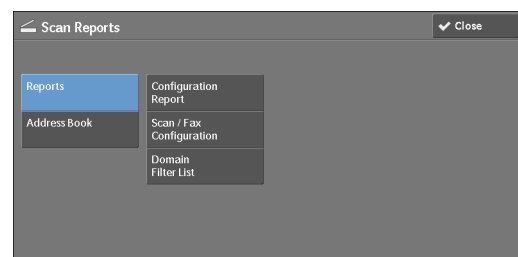 Scan Reports
Close
Reports
Address Book
Configuration
Report
Scan / Fax
Configuration
Domain
Filter List